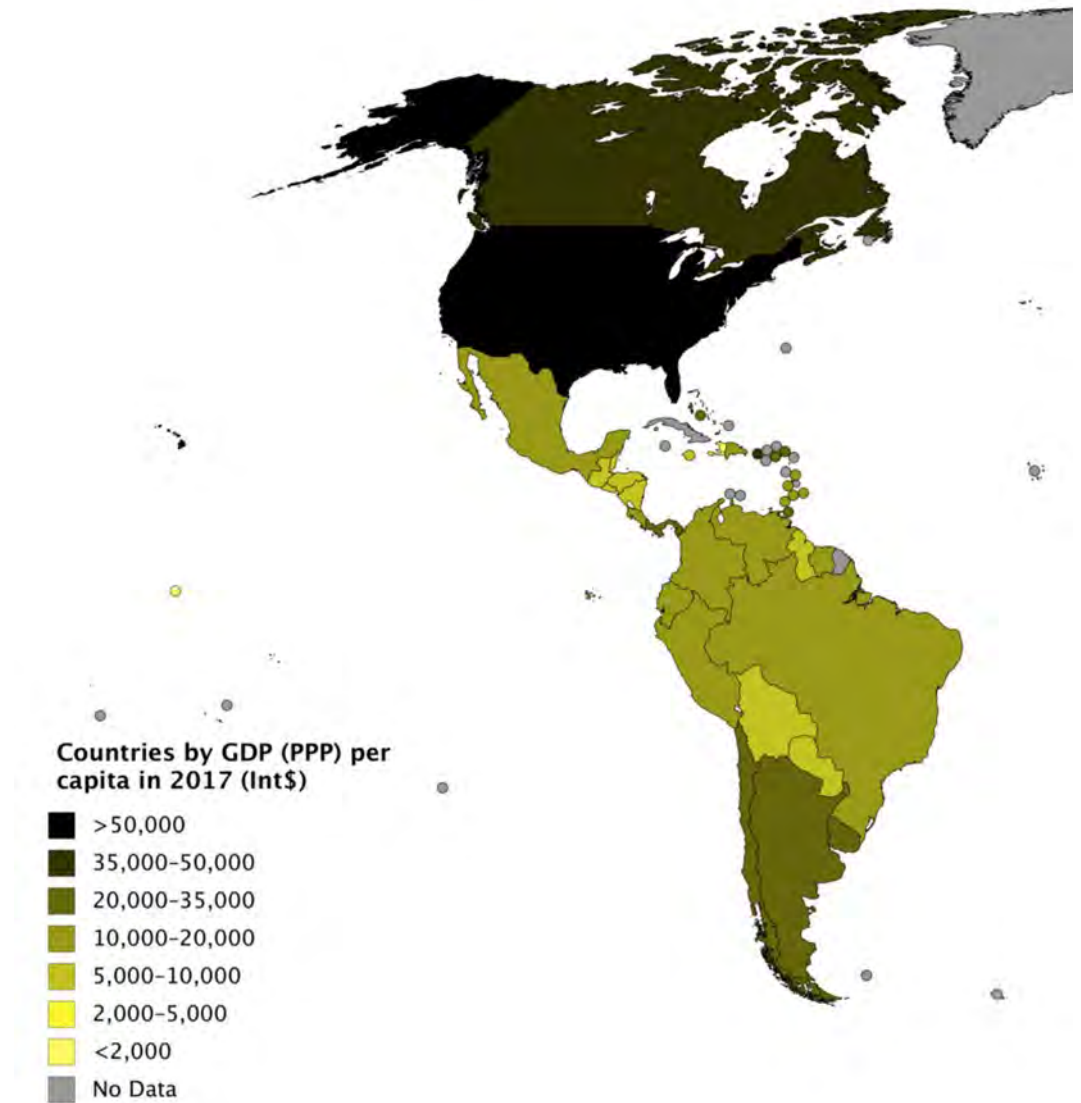 Countries by GDP (PPP) per
capita in 2017 (Int$)
>50,000
35,000–50,000
20,000–35,000
10,000–20,000
5,000–10,000
2,000–5,000
<2,000
No Data